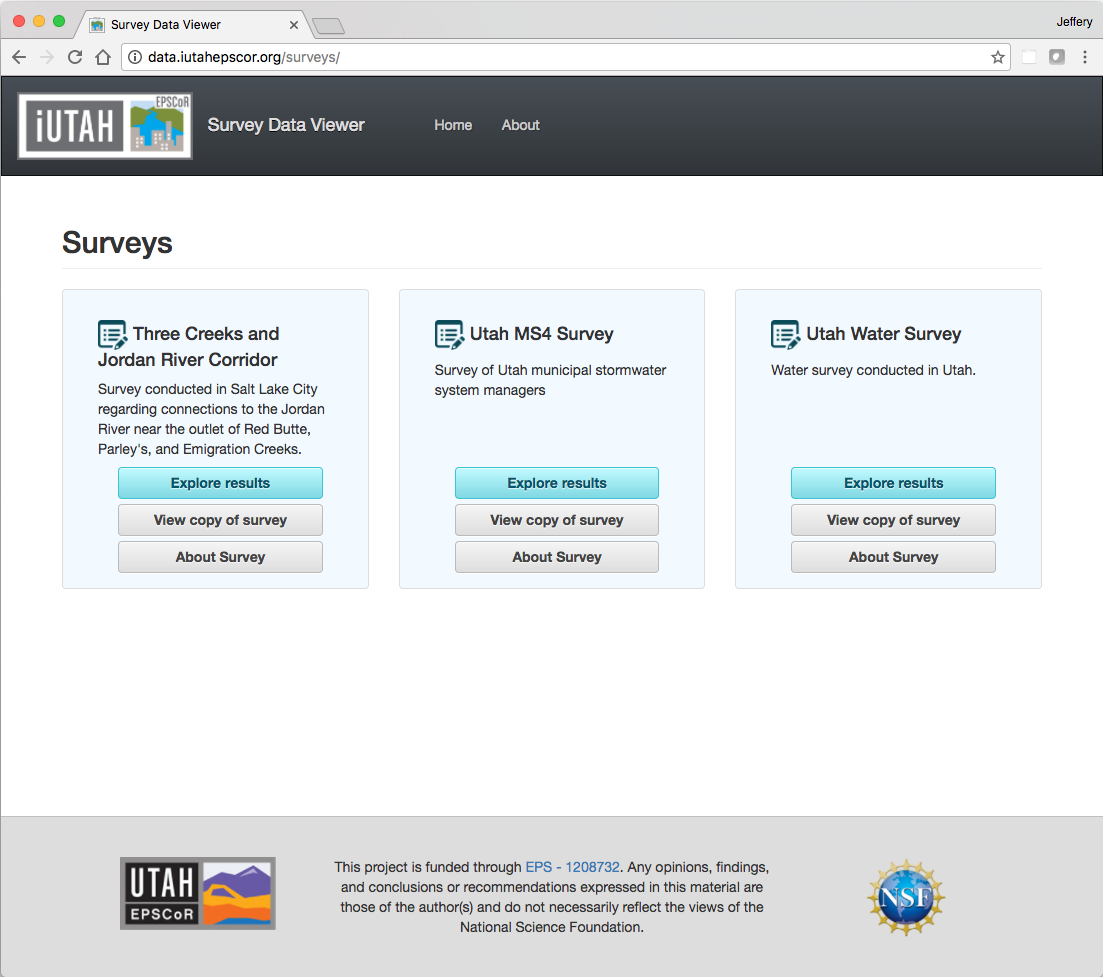 Survey Data Viewer
Jeffery
data.iutahepscor.org/surveys/
iUTAH EPSCoR
Survey Data Viewer
Home
About
Surveys
Three Creeks and
Jordan River Corridor
Survey conducted in Salt Lake City
regarding connections to the Jordan
River near the outlet of Red Butte,
Parley's, and Emigration Creeks.
Explore results
View copy of survey
About Survey
Utah MS4 Survey
Survey of Utah municipal stormwater
system managers
Explore results
View copy of survey
About Survey
Utah Water Survey
Water survey conducted in Utah.
Explore results
View copy of survey
About Survey
UTAH
EPSCoR
This project is funded through EPS - 1208732. Any opinions, findings,
and conclusions or recommendations expressed in this material are
those of the author(s) and do not necessarily reflect the views of the
National Science Foundation.
NSF